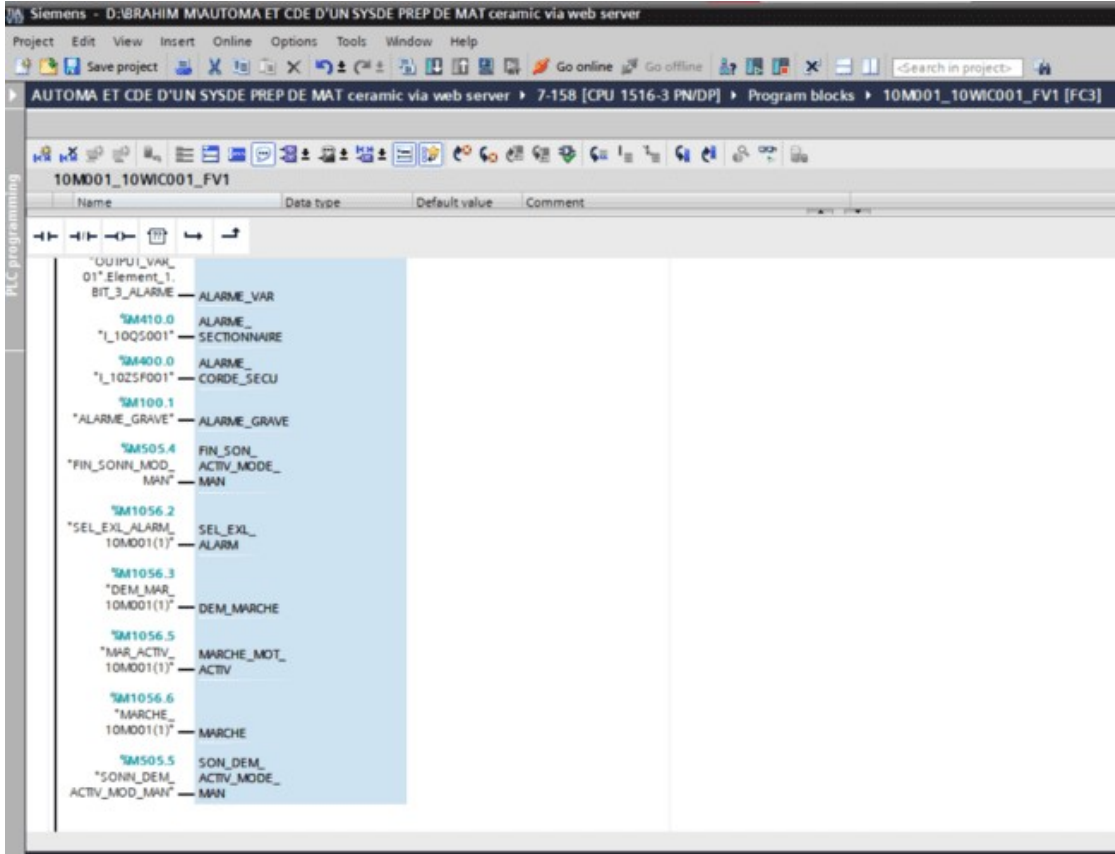 Siemens - D:\BRAHIM M\AUTOMA ET CDE D'UN SYSDE PREP DE MAT ceramic via web server
Project Edit View Insert Online Options Tools Window Help
Save project Go online Go offline <Search in project>
AUTOMA ET CDE D'UN SYSDE PREP DE MAT ceramic via web server 7-158 [CPU 1516-3 PN/DP] Program blocks 10M001_10WIC001_FV1 [FC3]
PLC programming
10M001_10WIC001_FV1
Name Data type Default value Comment
"OUTPUT_VAR_
01".Element_1.
BIT_3_ALARME ALARME_VAR
%M410.0 ALARME_
"I_10QS001" SECTIONNAIRE
%M400.0 ALARME_
"I_10ZSF001" CORDE_SECU
%M100.1
"ALARME_GRAVE" ALARME_GRAVE
%M505.4 FIN_SON_
"FIN_SONN_MOD_ ACTIV_MODE_
MAN" MAN
%M1056.2
"SEL_EXL_ALARM_ SEL_EXL_
10M001(1)" ALARM
%M1056.3
"DEM_MAR_
10M001(1)" DEM_MARCHE
%M1056.5
"MAR_ACTIV_ MARCHE_MOT_
10M001(1)" ACTIV
%M1056.6
"MARCHE_
10M001(1)" MARCHE
%M505.5 SON_DEM_
"SONN_DEM_ ACTIV_MODE_
ACTIV_MOD_MAN" MAN